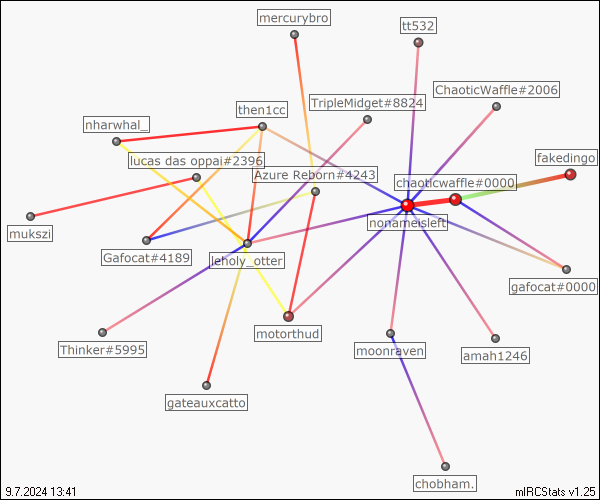 mercurybro
tt532
ChaoticWaffle#2006
TripleMidget#8824
then1cc
nharwhal_
fakedingo
lucas das oppai#2396
Azure Reborn#4243
chaoticwaffle#0000
nonameisleft
mukszi
Gafocat#4189
leholy_otter
gafocat#0000
motorthud
Thinker#5995
moonraven
amah1246
gateauxcatto
chobham.
9.7.2024 13:41
mIRCStats v1.25